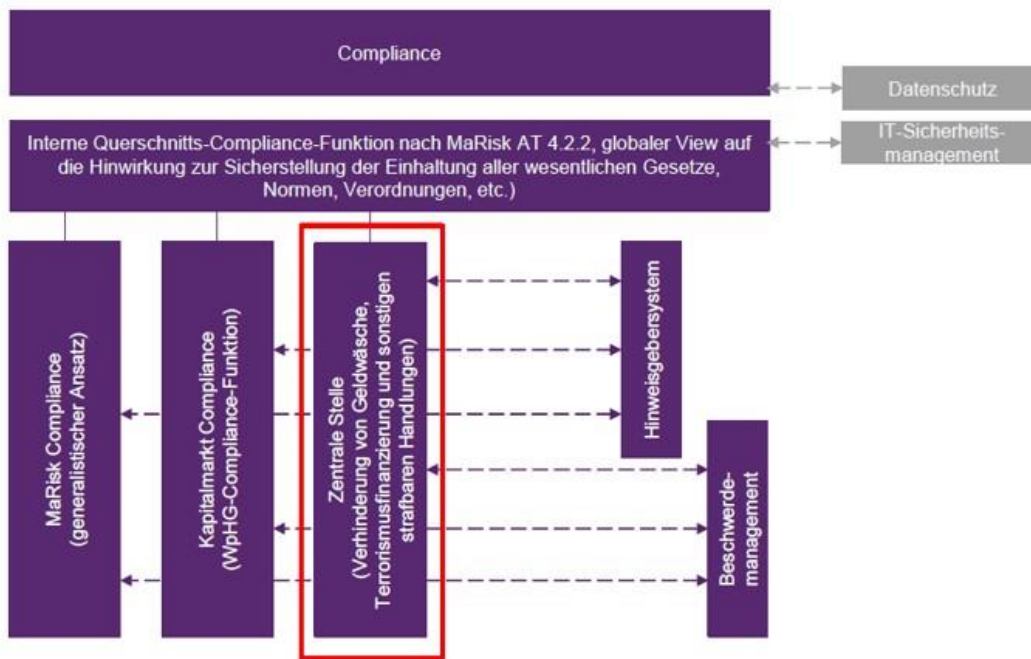 Compliance
Datenschutz
Interne Querschnitts-Compliance-Funktion nach MaRisk AT 4.2.2, globaler View auf
die Hinwirkung zur Sicherstellung der Einhaltung aller wesentlichen Gesetze,
Normen, Verordnungen, etc.)
IT-Sicherheits-
management
MaRisk Compliance
(generalistischer Ansatz)
Kapitalmarkt Compliance
(WpHG-Compliance-Funktion)
Zentrale Stelle
(Verhinderung von Geldwäsche,
Terrorismusfinanzierung und sonstigen
strafbaren Handlungen)
Hinweisgebersystem
Beschwerde-
management